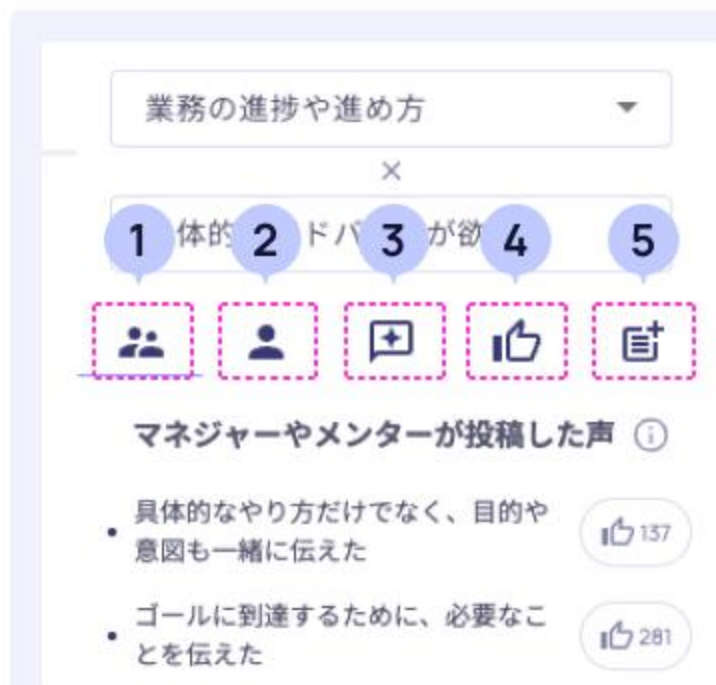 業務の進捗や進め方
×
体的 ドバ が欲
1 2 3 4 5
マネジャーやメンターが投稿した声
具体的なやり方だけでなく、目的や
意図も一緒に伝えた
137
ゴールに到達するために、必要なこ
とを伝えた
281